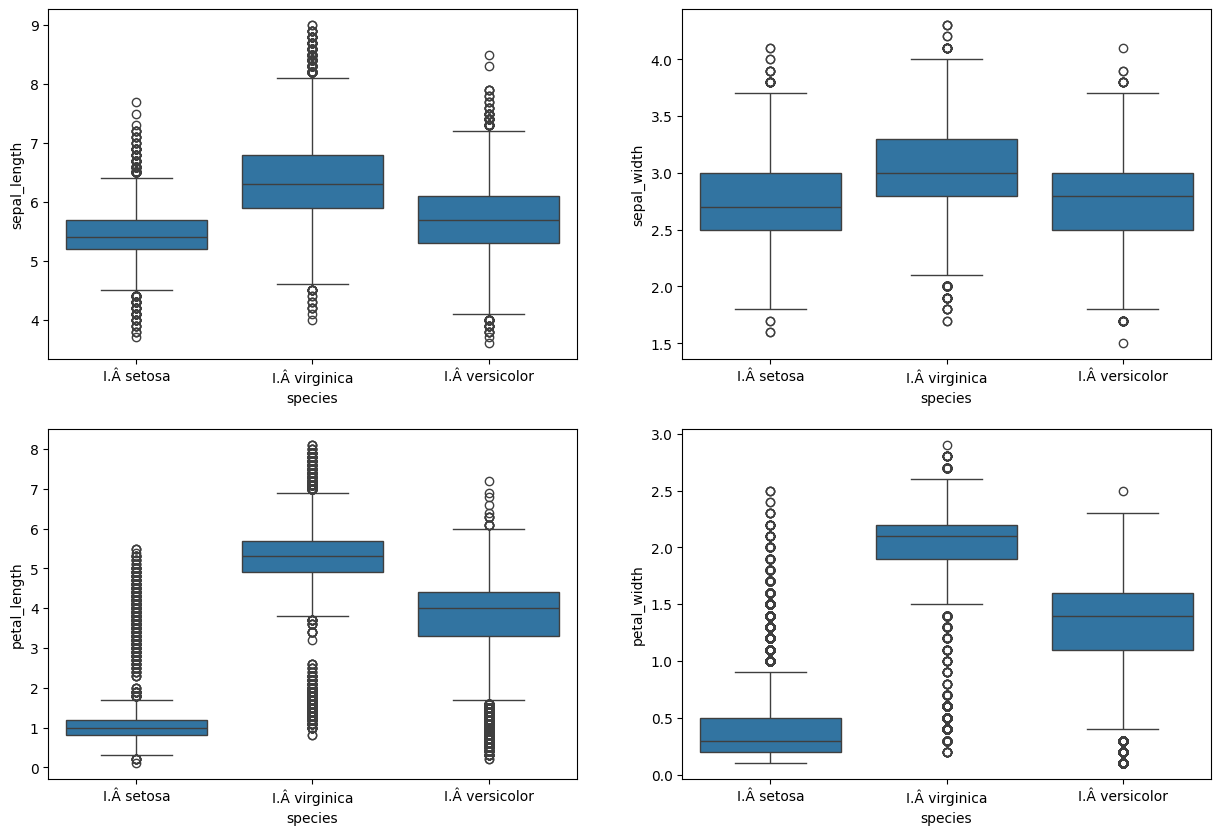 9
8
7
6
5
4
sepal_length
I.Â setosa
I.Â virginica
I.Â versicolor
species
4.0
3.5
3.0
2.5
2.0
1.5
sepal_width
I.Â setosa
I.Â virginica
I.Â versicolor
species
8
7
6
5
4
3
2
1
0
petal_length
I.Â setosa
I.Â virginica
I.Â versicolor
species
3.0
2.5
2.0
1.5
1.0
0.5
0.0
petal_width
I.Â setosa
I.Â virginica
I.Â versicolor
species